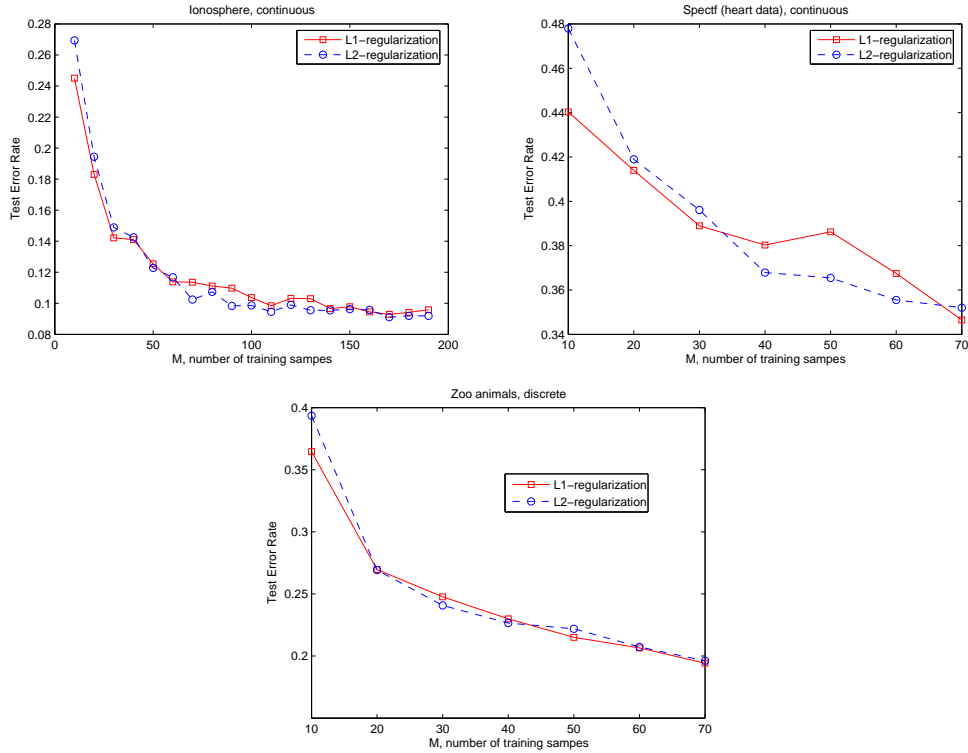 Ionosphere, continuous
0.28
0.26
0.24
0.22
0.2
0.18
0.16
0.14
0.12
0.1
0.08
0
50
100
150
200
Test Error Rate
M, number of training sampes
L1−regularization
L2−regularization
Spectf (heart data), continuous
0.48
0.46
0.44
0.42
0.4
0.38
0.36
0.34
10
20
30
40
50
60
70
Test Error Rate
M, number of training sampes
L1−regularization
L2−regularization
Zoo animals, discrete
0.4
0.35
0.3
0.25
0.2
10
20
30
40
50
60
70
Test Error Rate
M, number of training sampes
L1−regularization
L2−regularization